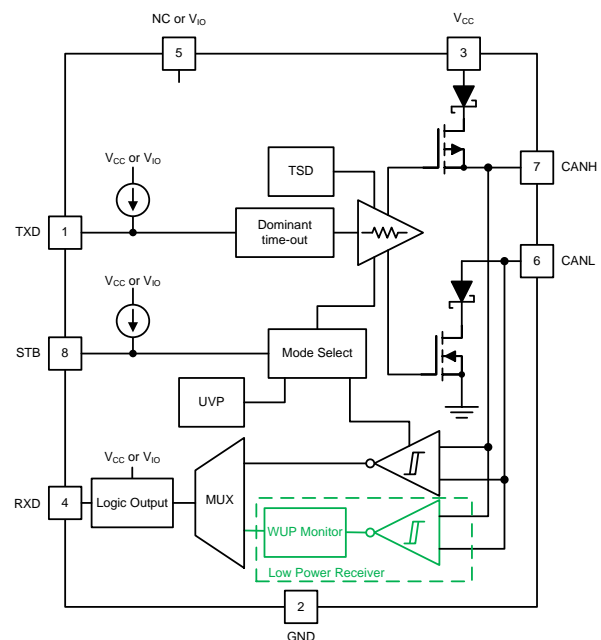 NC or VIO
VCC
5
3
VCC or VIO
TSD
7
CANH
TXD
1
Dominant
time-out
6
CANL
VCC or VIO
STB
8
Mode Select
UVP
VCC or VIO
RXD
4
Logic Output
MUX
WUP Monitor
Low Power Receiver
2
GND